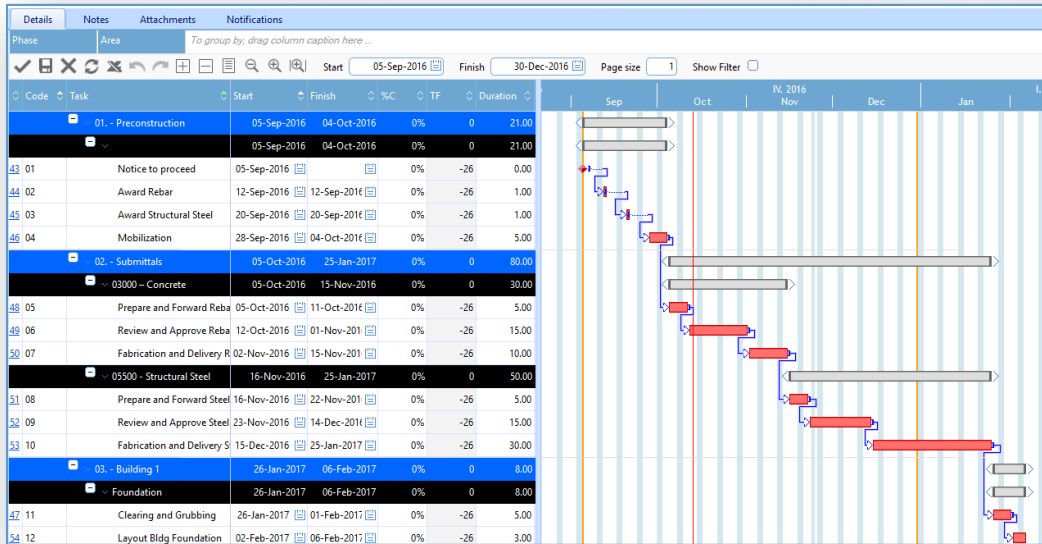 Details Notes Attachments Notifications
Phase Area To group by, drag column caption here ...
Start 05-Sep-2016 Finish 30-Dec-2016 Page size 1 Show Filter
Code Task Start Finish %C TF Duration IV. 2016 I.
Sep Oct Nov Dec Jan
01. - Preconstruction 05-Sep-2016 04-Oct-2016 0% 0 21.00
05-Sep-2016 04-Oct-2016 0% 0 21.00
43 01 Notice to proceed 05-Sep-2016 0% -26 0.00
44 02 Award Rebar 12-Sep-2016 12-Sep-2016 0% -26 1.00
45 03 Award Structural Steel 20-Sep-2016 20-Sep-2016 0% -26 1.00
46 04 Mobilization 28-Sep-2016 04-Oct-2016 0% -26 5.00
02. - Submittals 05-Oct-2016 25-Jan-2017 0% 0 80.00
03000 – Concrete 05-Oct-2016 15-Nov-2016 0% 0 30.00
48 05 Prepare and Forward Reba 05-Oct-2016 11-Oct-2016 0% -26 5.00
49 06 Review and Approve Reba 12-Oct-2016 01-Nov-201 0% -26 15.00
50 07 Fabrication and Delivery R 02-Nov-2016 15-Nov-201 0% -26 10.00
05500 - Structural Steel 16-Nov-2016 25-Jan-2017 0% 0 50.00
51 08 Prepare and Forward Steel 16-Nov-2016 22-Nov-201 0% -26 5.00
52 09 Review and Approve Steel 23-Nov-2016 14-Dec-2016 0% -26 15.00
53 10 Fabrication and Delivery S 15-Dec-2016 25-Jan-2017 0% -26 30.00
03. - Building 1 26-Jan-2017 06-Feb-2017 0% 0 8.00
Foundation 26-Jan-2017 06-Feb-2017 0% 0 8.00
47 11 Clearing and Grubbing 26-Jan-2017 01-Feb-2017 0% -26 5.00
54 12 Layout Bldg Foundation 02-Feb-2017 06-Feb-2017 0% -26 3.00